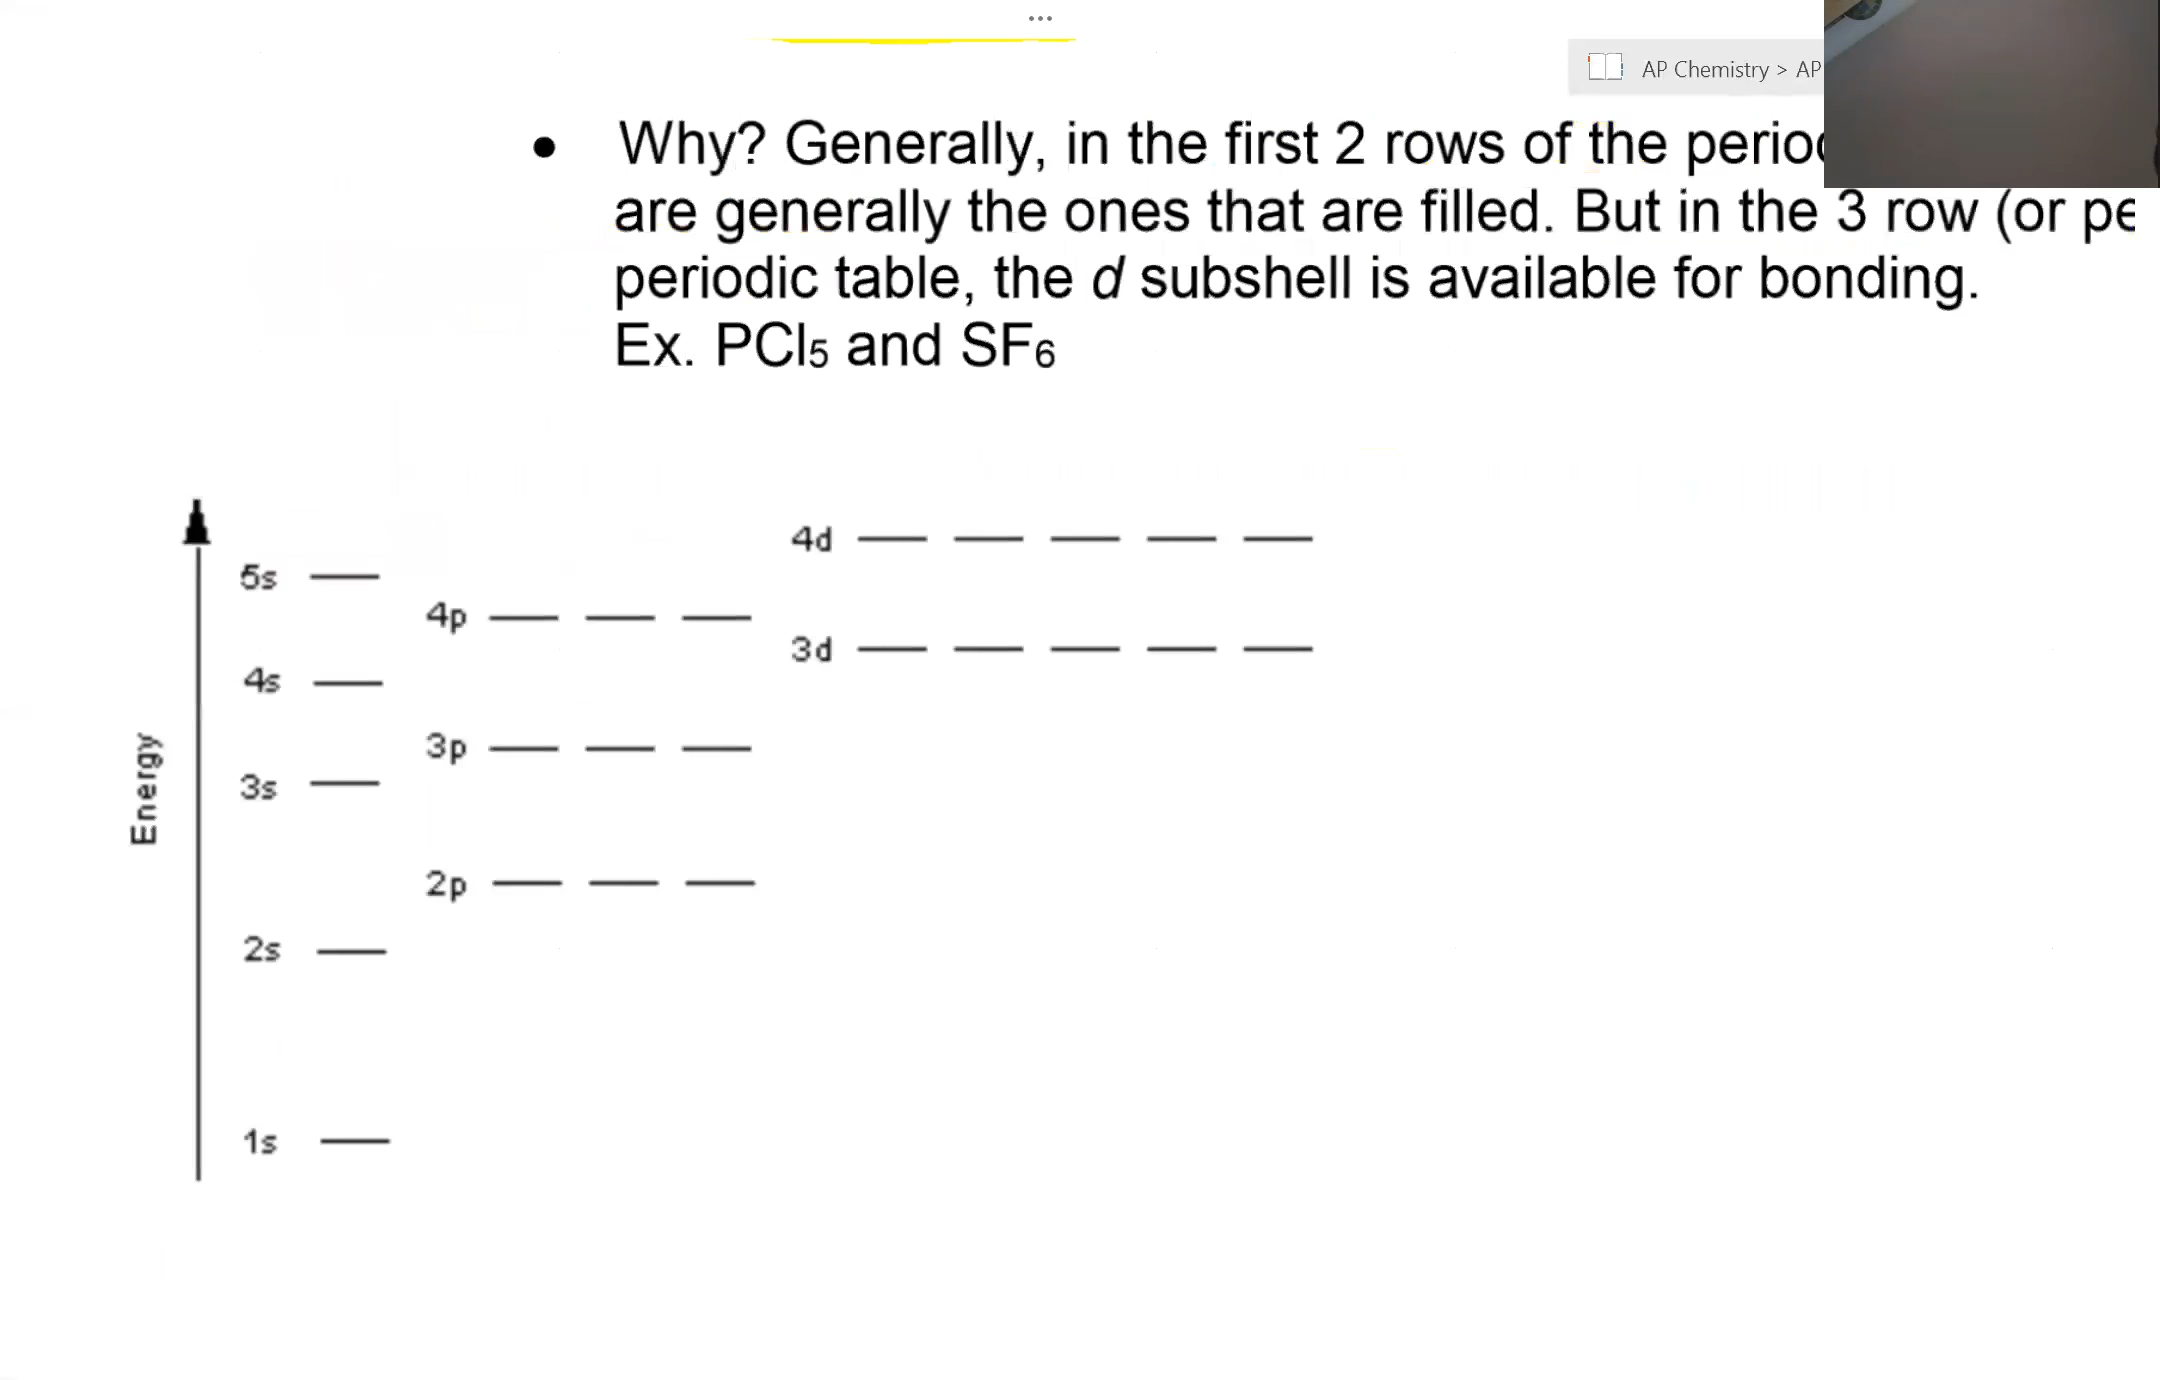 ...
AP Chemistry > AP
• Why? Generally, in the first 2 rows of the
are generally the ones that are filled. But in the 3 row (or
periodic table, the d subshell is available for bonding.
Ex. PCl₅ and SF₆
4d
5s
4p
3d
4s
3p
3s
Energy
2p
2s
1s